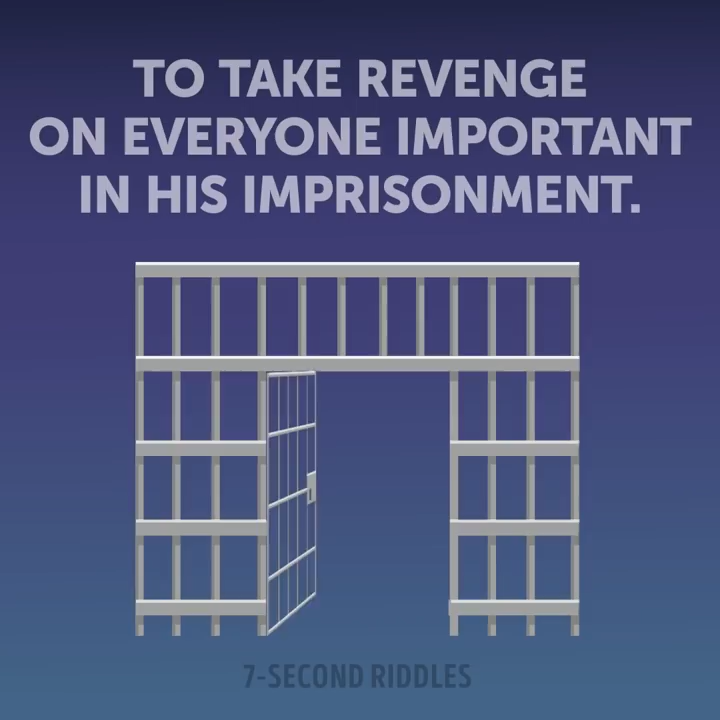 TO TAKE REVENGE
ON EVERYONE IMPORTANT
IN HIS IMPRISONMENT.
7-SECOND RIDDLES